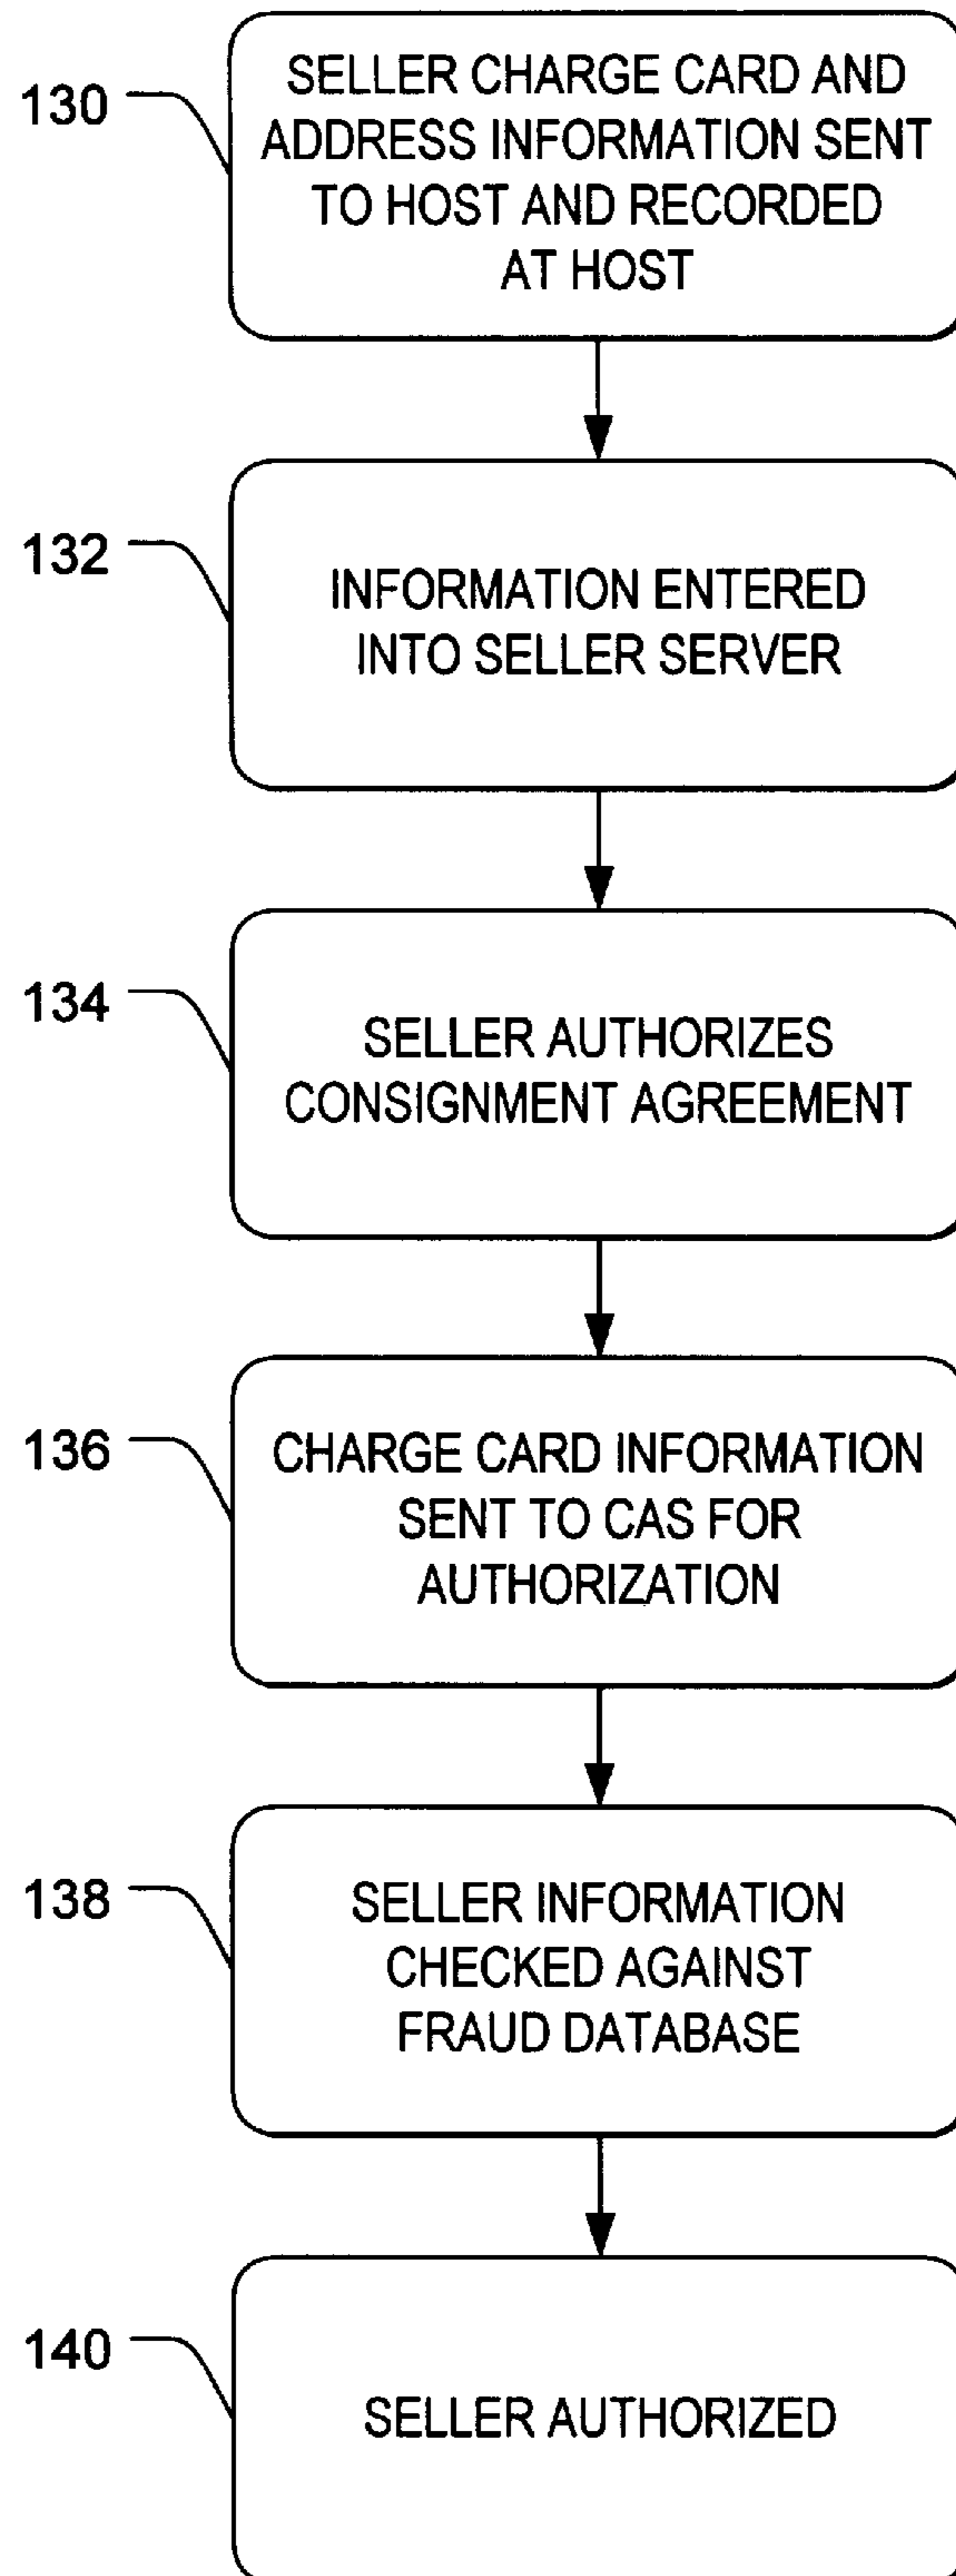 130
SELLER CHARGE CARD AND
ADDRESS INFORMATION SENT
TO HOST AND RECORDED
AT HOST
132
INFORMATION ENTERED
INTO SELLER SERVER
134
SELLER AUTHORIZES
CONSIGNMENT AGREEMENT
136
CHARGE CARD INFORMATION
SENT TO CAS FOR
AUTHORIZATION
138
SELLER INFORMATION
CHECKED AGAINST
FRAUD DATABASE
140
SELLER AUTHORIZED